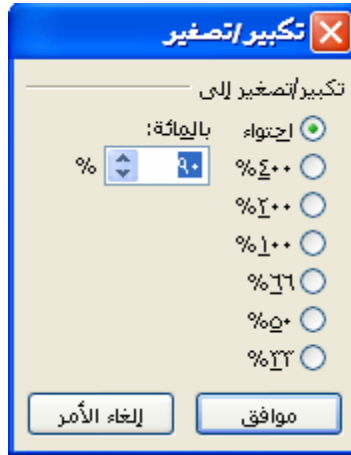 تكبير/تصغير
تكبير/تصغير إلى
احتواء
بالمائة:
٩٠ %
٤٠٠%
٢٠٠%
١٠٠%
٦٦%
٥٠%
٣٣%
موافق
إلغاء الأمر